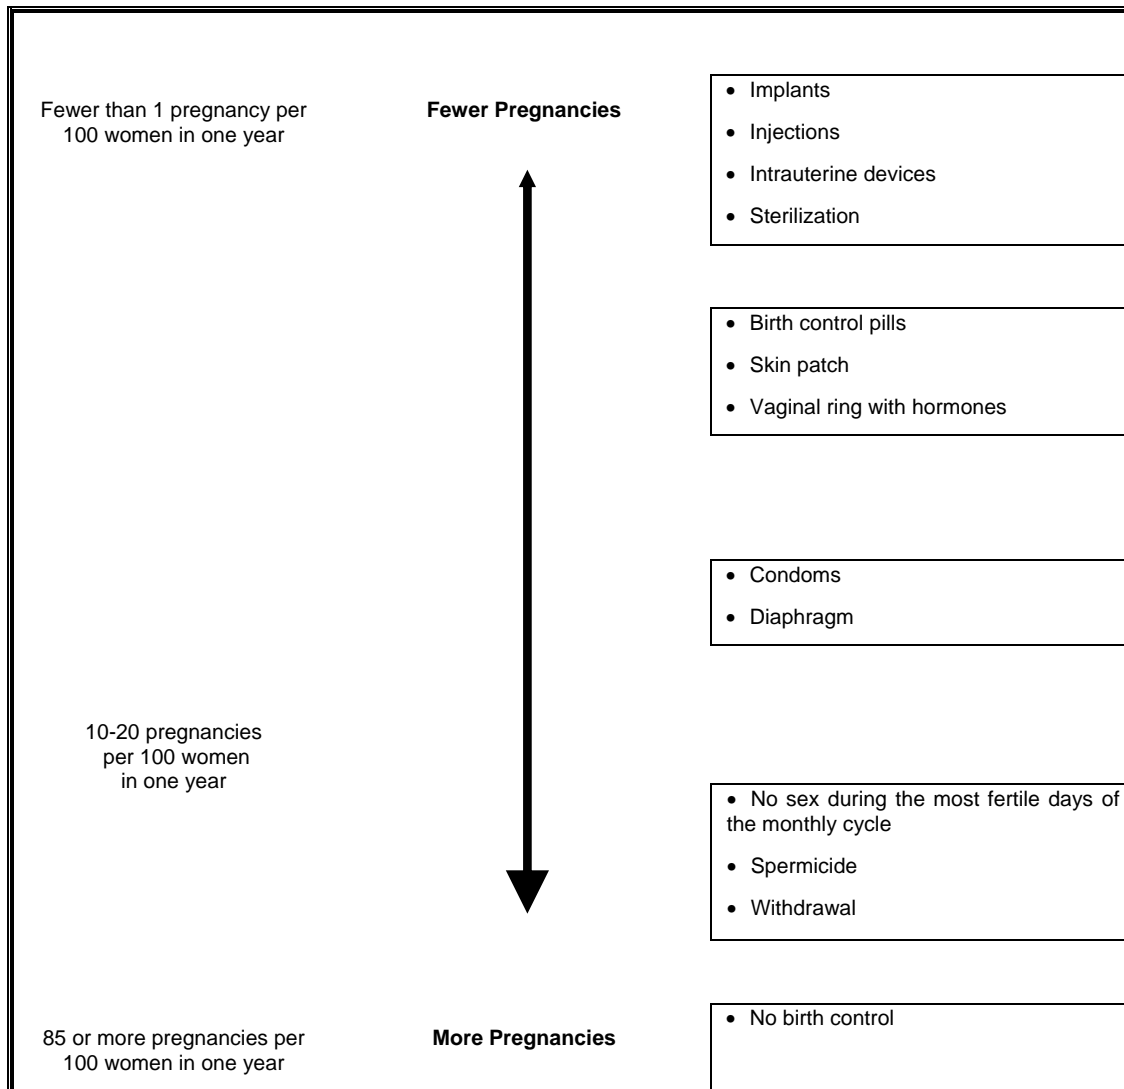 Fewer than 1 pregnancy per
100 women in one year
Fewer Pregnancies
• Implants
• Injections
• Intrauterine devices
• Sterilization
• Birth control pills
• Skin patch
• Vaginal ring with hormones
• Condoms
• Diaphragm
10-20 pregnancies
per 100 women
in one year
• No sex during the most fertile days of
the monthly cycle
• Spermicide
• Withdrawal
85 or more pregnancies per
100 women in one year
More Pregnancies
• No birth control